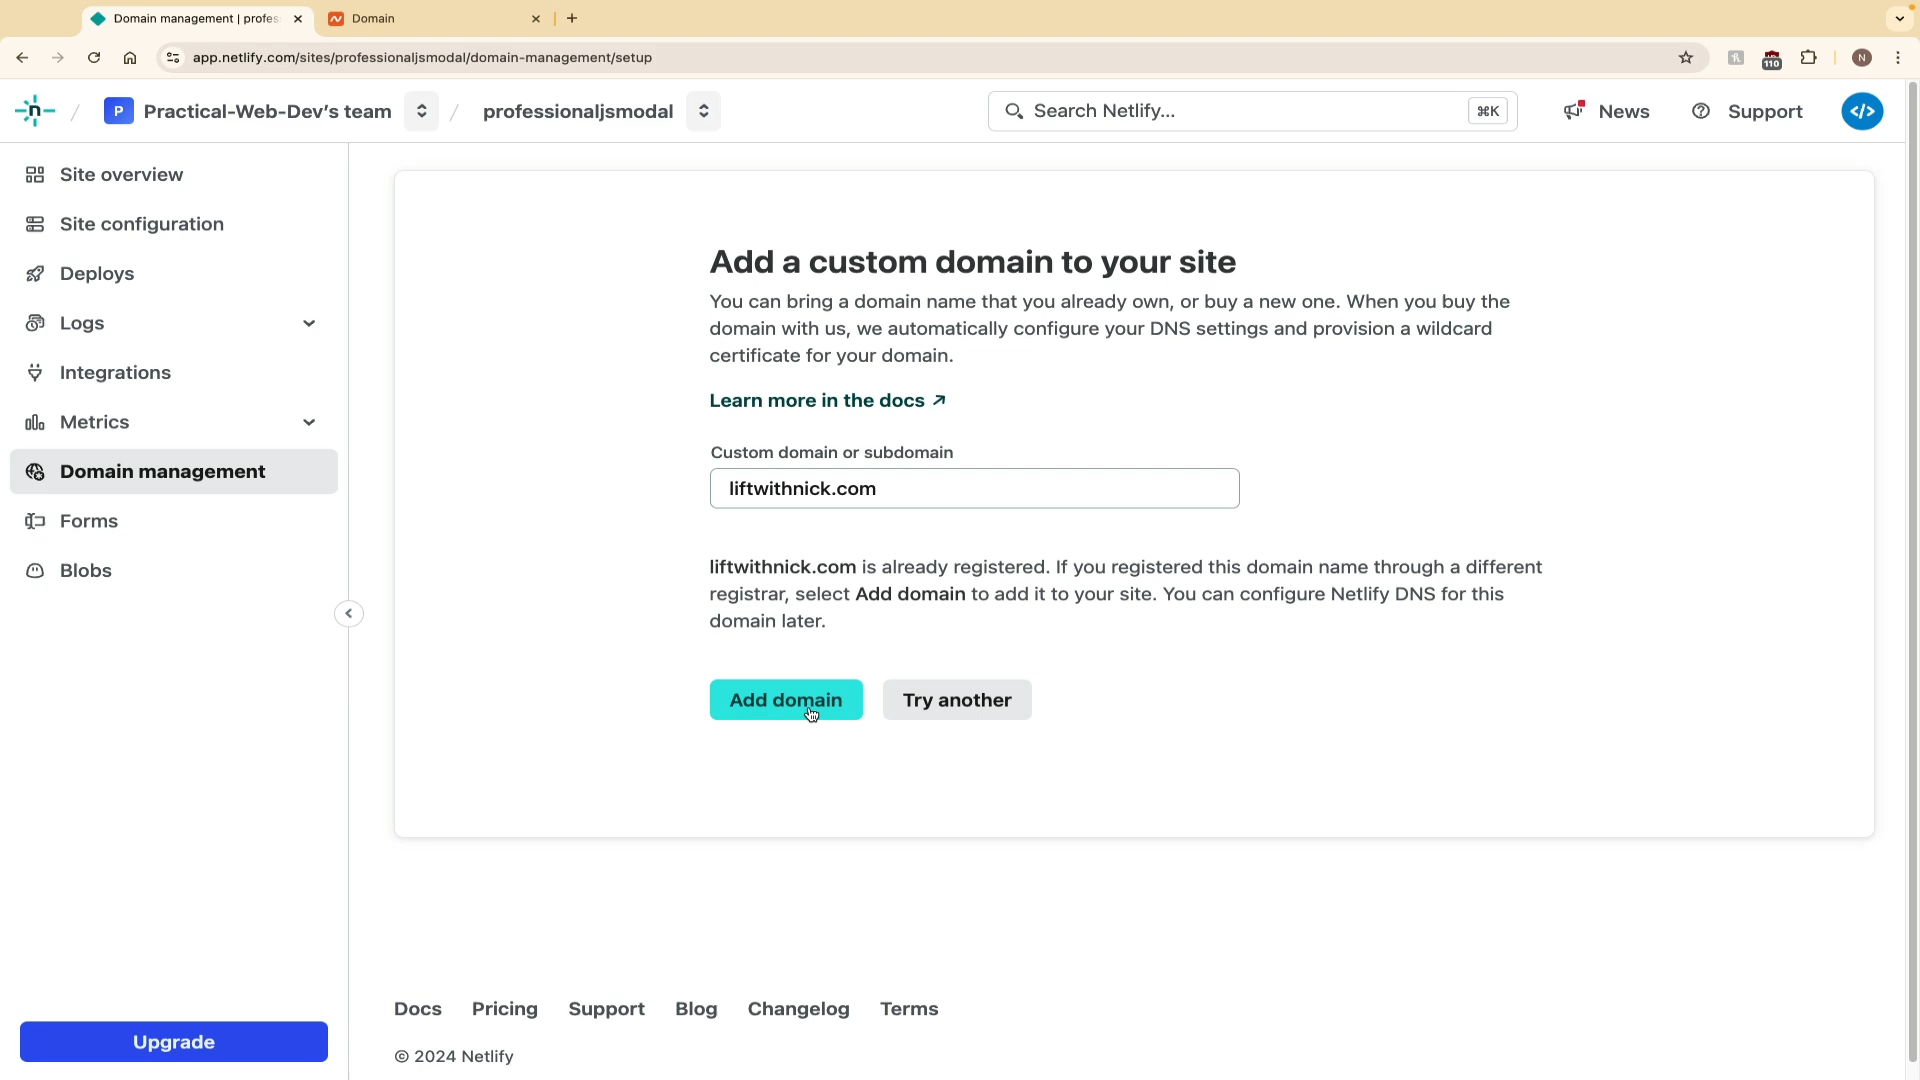 Domain management | profes
Domain
app.netlify.com/sites/professionaljsmodal/domain-management/setup
110
N
n
/
P
Practical-Web-Dev’s team
/
professionaljsmodal
Search Netlify...
⌘K
News
Support
</>
Site overview
Site configuration
Deploys
Logs
Integrations
Metrics
Domain management
Forms
Blobs
Upgrade
Add a custom domain to your site
You can bring a domain name that you already own, or buy a new one. When you buy the
domain with us, we automatically configure your DNS settings and provision a wildcard
certificate for your domain.
Learn more in the docs ↗
Custom domain or subdomain
liftwithnick.com
liftwithnick.com is already registered. If you registered this domain name through a different
registrar, select Add domain to add it to your site. You can configure Netlify DNS for this
domain later.
Add domain
Try another
Docs Pricing Support Blog Changelog Terms
© 2024 Netlify